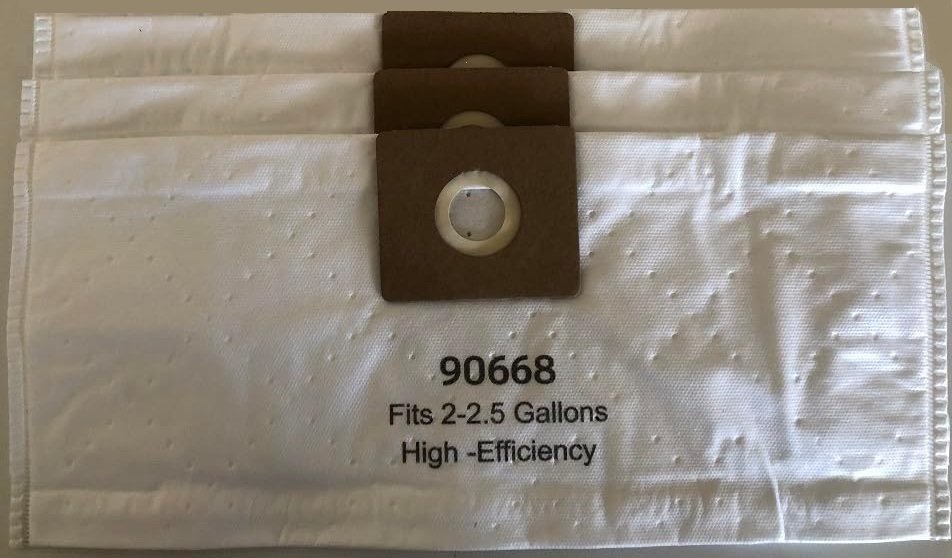 90668
Fits 2-2.5 Gallons
High -Efficiency